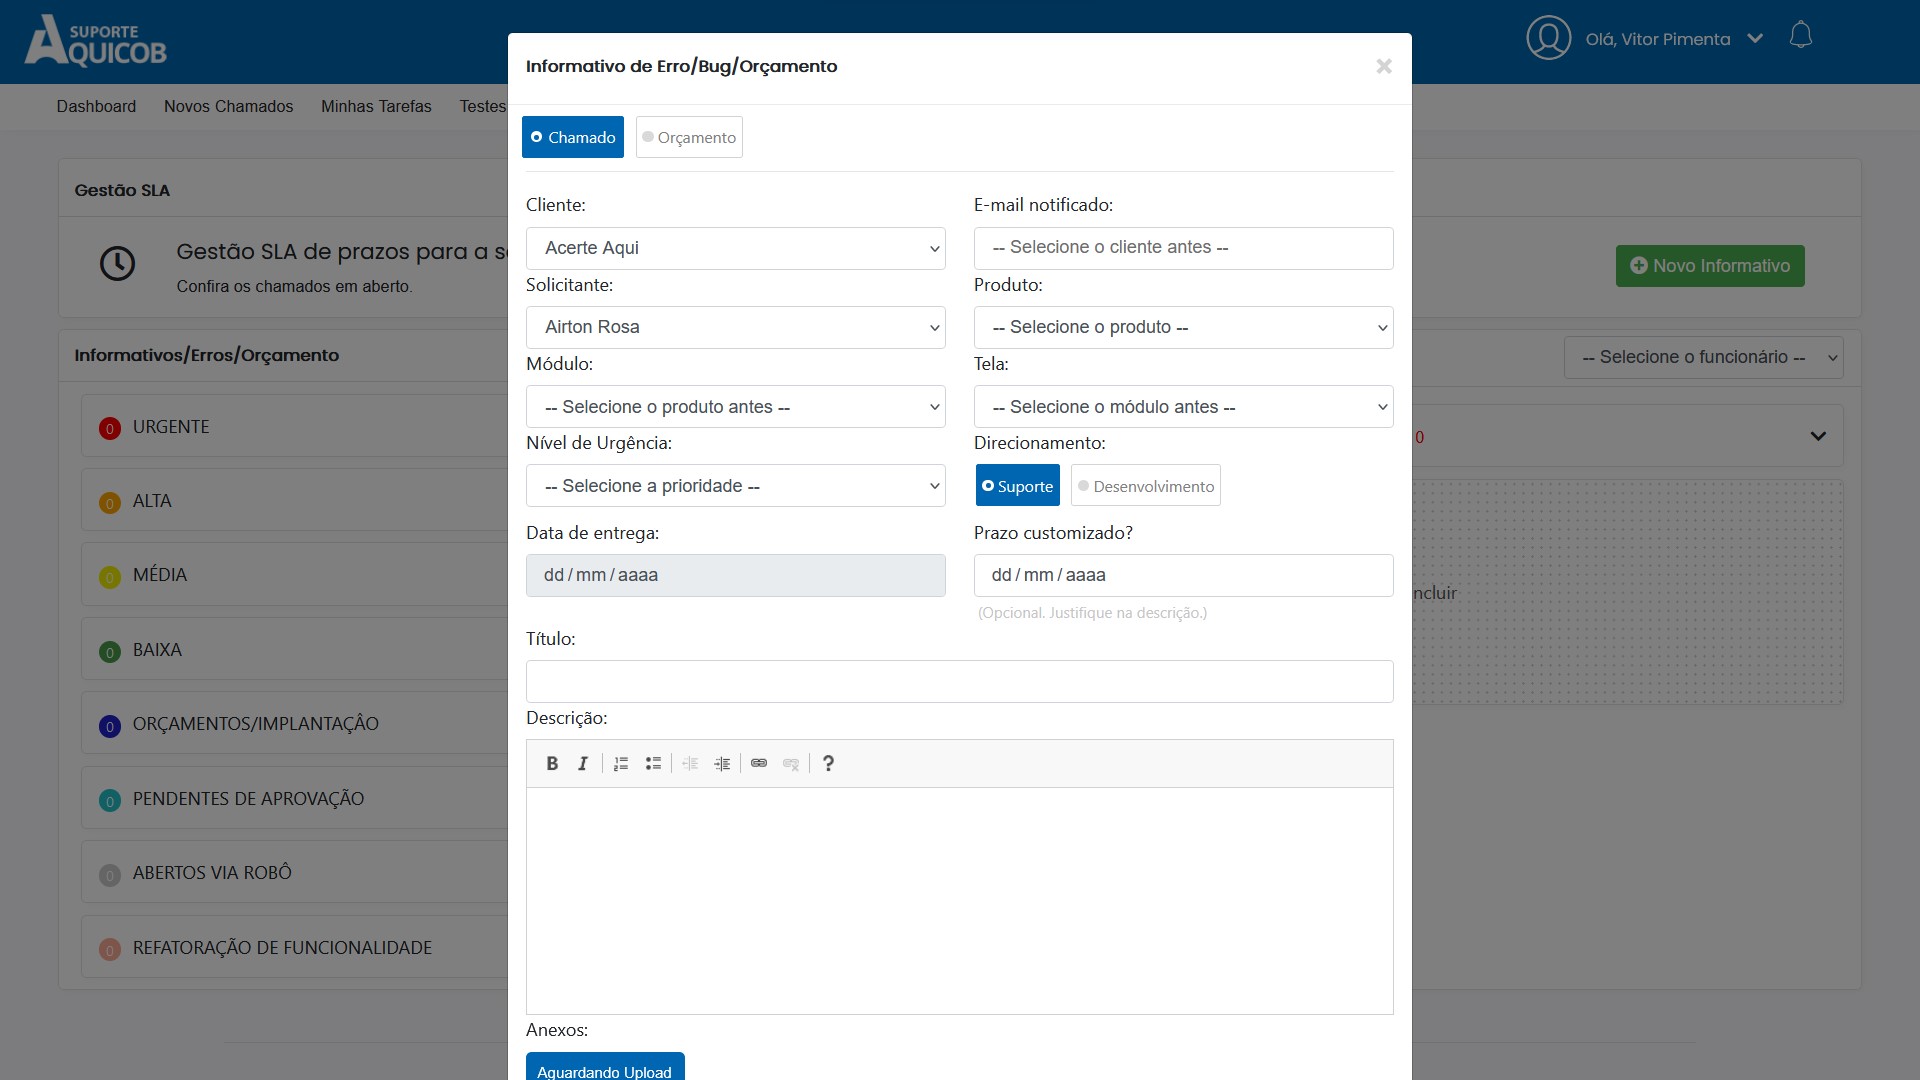 SUPORTE
AQUICOB
Olá, Vitor Pimenta
Dashboard
Novos Chamados
Minhas Tarefas
Testes
Gestão SLA
Gestão SLA de prazos para a
Confira os chamados em aberto.
Novo Informativo
Informativos/Erros/Orçamento
-- Selecione o funcionário --
0 URGENTE
0 ALTA
0 MÉDIA
0 BAIXA
0 ORÇAMENTOS/IMPLANTAÇÂO
0 PENDENTES DE APROVAÇÃO
0 ABERTOS VIA ROBÔ
0 REFATORAÇÃO DE FUNCIONALIDADE
0
ncluir
Informativo de Erro/Bug/Orçamento
×
Chamado
Orçamento
Cliente:
E-mail notificado:
Acerte Aqui
-- Selecione o cliente antes --
Solicitante:
Produto:
Airton Rosa
-- Selecione o produto --
Módulo:
Tela:
-- Selecione o produto antes --
-- Selecione o módulo antes --
Nível de Urgência:
Direcionamento:
-- Selecione a prioridade --
Suporte
Desenvolvimento
Data de entrega:
Prazo customizado?
dd/mm/aaaa
dd/mm/aaaa
(Opcional. Justifique na descrição.)
Título:
Descrição:
B I ?
Anexos:
Aguardando Upload